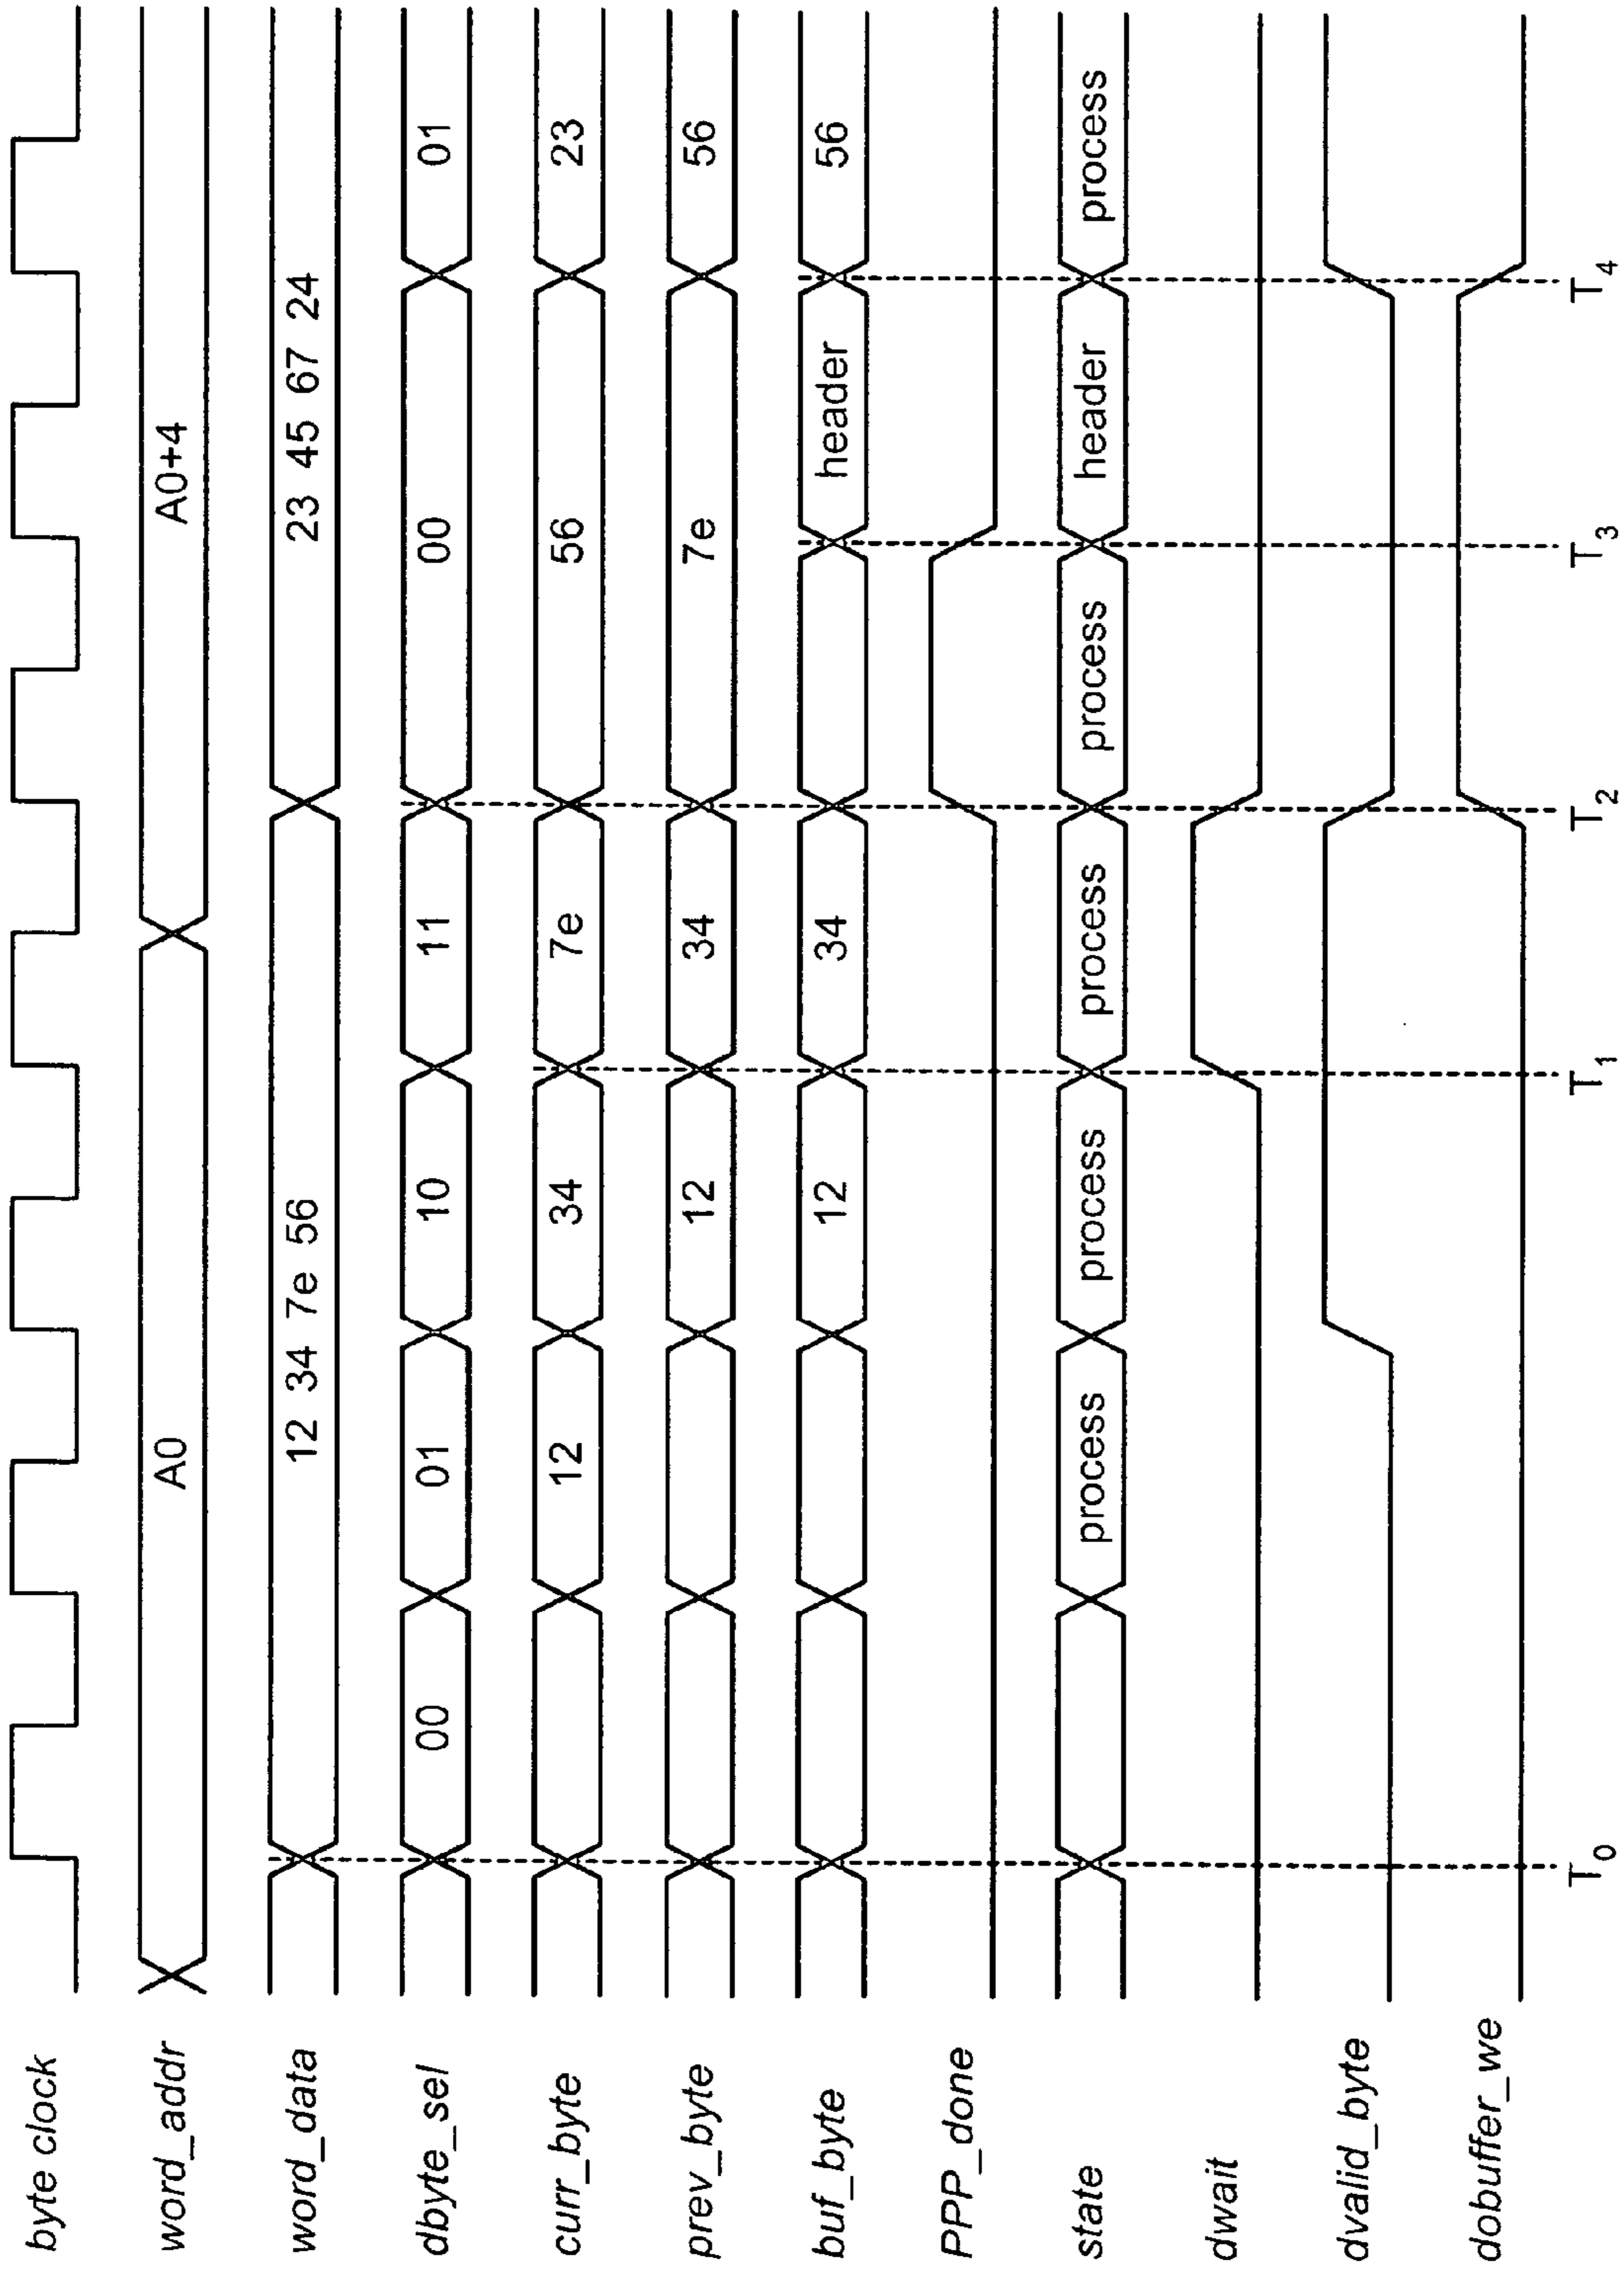 byte clock
word_addr A0 A0+4
word_data 12 34 7e 56 23 45 67 24
dbyte_sel 00 01 10 11 00 01
curr_byte 12 34 7e 56 23
prev_byte 12 34 7e 56
buf_byte 12 34 header 56
PPP_done
state process process process process process header process
dwait
dvalid_byte
dobuffer_we
T0 T1 T2 T3 T4